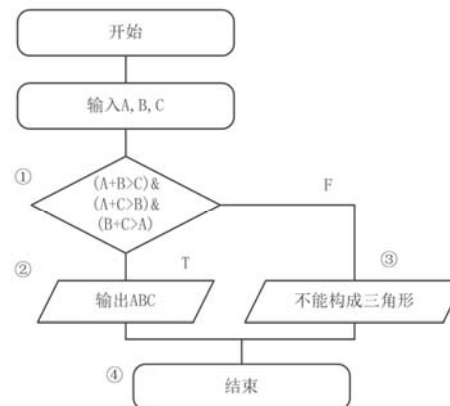 开始
输入A,B,C
①
(A+B>C)&
(A+C>B)&
(B+C>A)
F
②
T
③
输出ABC
不能构成三角形
④
结束